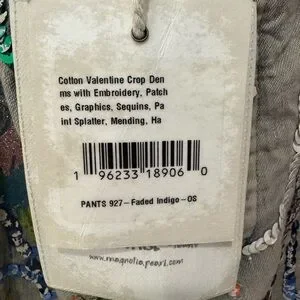 Cotton Valentine Crop Den
ms with Embroidery, Patch
es, Graphics, Sequins, Pa
int Splatter, Mending, Ha
1 96233 18906 0
PANTS 927-Faded Indigo-OS
www.magnoliapearl.com